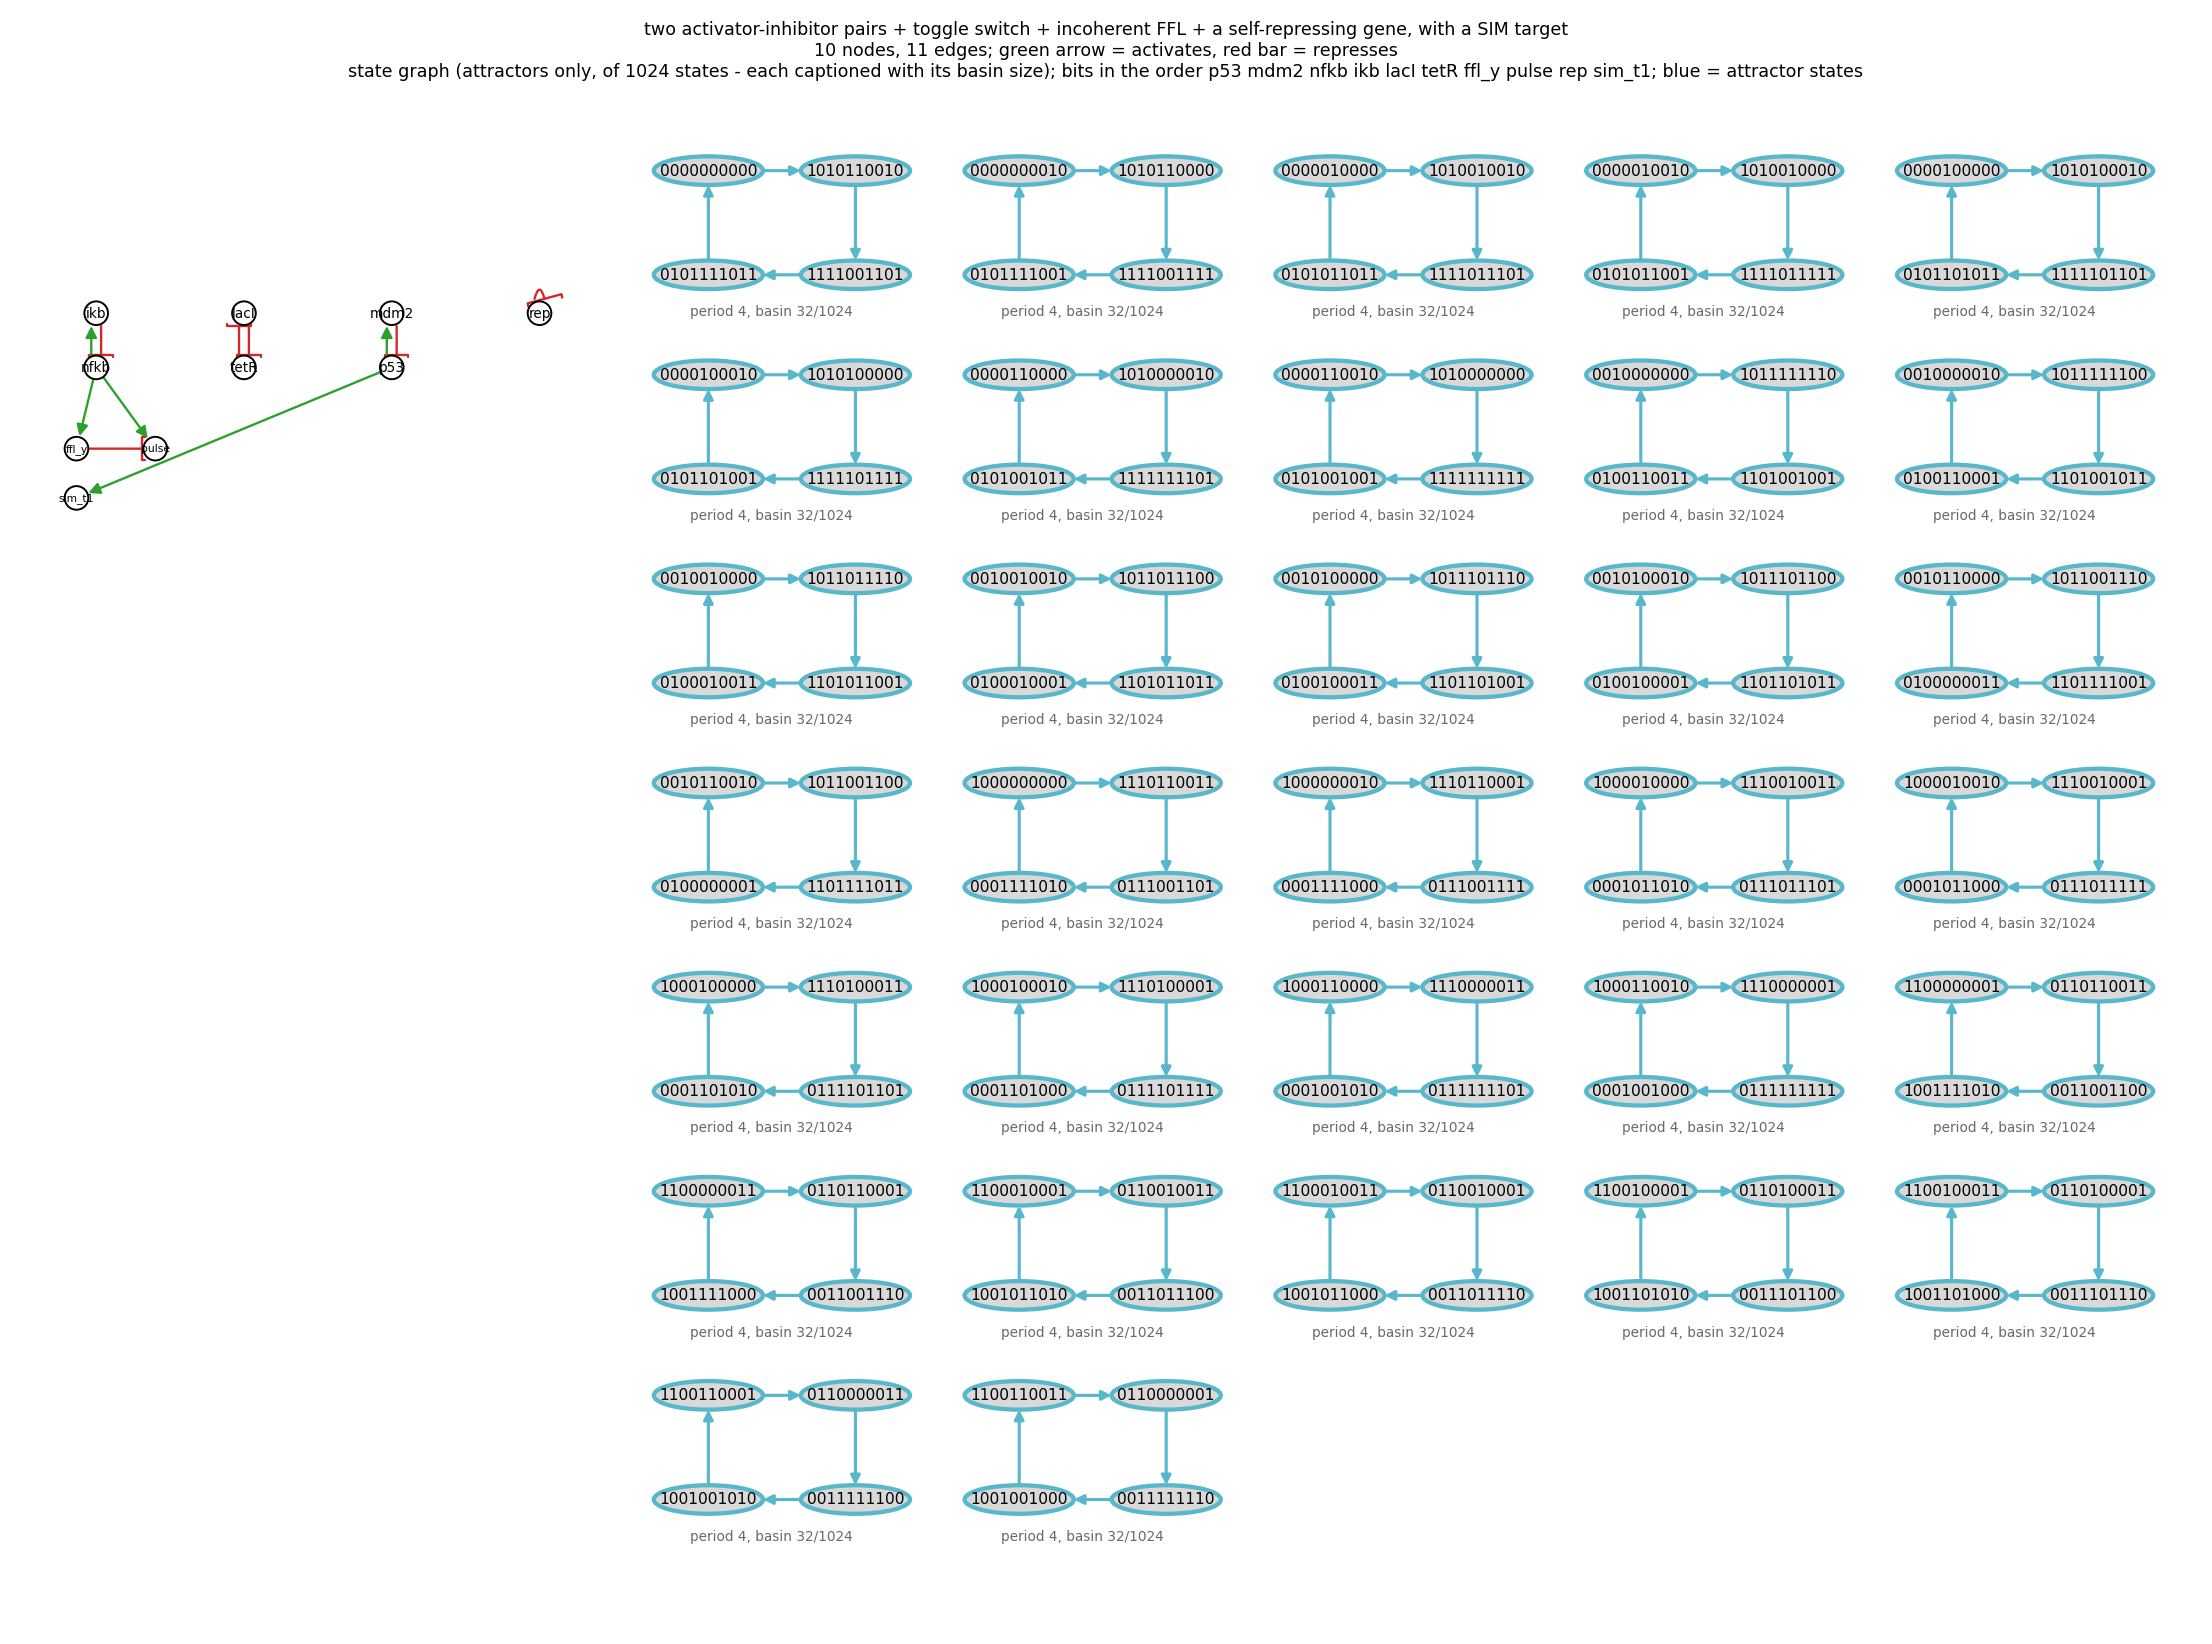 two activator-inhibitor pairs + toggle switch + incoherent FFL + a self-repressing gene, with a SIM target
10 nodes, 11 edges; green arrow = activates, red bar = represses
state graph (attractors only, of 1024 states - each captioned with its basin size); bits in the order p53 mdm2 nfkb ikb lacI tetR ffl_y pulse rep sim_t1; blue = attractor states
ikb lacI mdm2 rep
nfkb tetR p53
ffl_y pulse
sim_t1
0000000000 1010110010 0000000010 1010110000 0000010000 1010010010 0000010010 1010010000 0000100000 1010100010
0101111011 1111001101 0101111001 1111001111 0101011011 1111011101 0101011001 1111011111 0101101011 1111101101
period 4, basin 32/1024 period 4, basin 32/1024 period 4, basin 32/1024 period 4, basin 32/1024 period 4, basin 32/1024
0000100010 1010100000 0000110000 1010000010 0000110010 1010000000 0010000000 1011111110 0010000010 1011111100
0101101001 1111101111 0101001011 1111111101 0101001001 1111111111 0100110011 1101001001 0100110001 1101001011
period 4, basin 32/1024 period 4, basin 32/1024 period 4, basin 32/1024 period 4, basin 32/1024 period 4, basin 32/1024
0010010000 1011011110 0010010010 1011011100 0010100000 1011101110 0010100010 1011101100 0010110000 1011001110
0100010011 1101011001 0100010001 1101011011 0100100011 1101101001 0100100001 1101101011 0100000011 1101111001
period 4, basin 32/1024 period 4, basin 32/1024 period 4, basin 32/1024 period 4, basin 32/1024 period 4, basin 32/1024
0010110010 1011001100 1000000000 1110110011 1000000010 1110110001 1000010000 1110010011 1000010010 1110010001
0100000001 1101111011 0001111010 0111001101 0001111000 0111001111 0001011010 0111011101 0001011000 0111011111
period 4, basin 32/1024 period 4, basin 32/1024 period 4, basin 32/1024 period 4, basin 32/1024 period 4, basin 32/1024
1000100000 1110100011 1000100010 1110100001 1000110000 1110000011 1000110010 1110000001 1100000001 0110110011
0001101010 0111101101 0001101000 0111101111 0001001010 0111111101 0001001000 0111111111 1001111010 0011001100
period 4, basin 32/1024 period 4, basin 32/1024 period 4, basin 32/1024 period 4, basin 32/1024 period 4, basin 32/1024
1100000011 0110110001 1100010001 0110010011 1100010011 0110010001 1100100001 0110100011 1100100011 0110100001
1001111000 0011001110 1001011010 0011011100 1001011000 0011011110 1001101010 0011101100 1001101000 0011101110
period 4, basin 32/1024 period 4, basin 32/1024 period 4, basin 32/1024 period 4, basin 32/1024 period 4, basin 32/1024
1100110001 0110000011 1100110011 0110000001
1001001010 0011111100 1001001000 0011111110
period 4, basin 32/1024 period 4, basin 32/1024